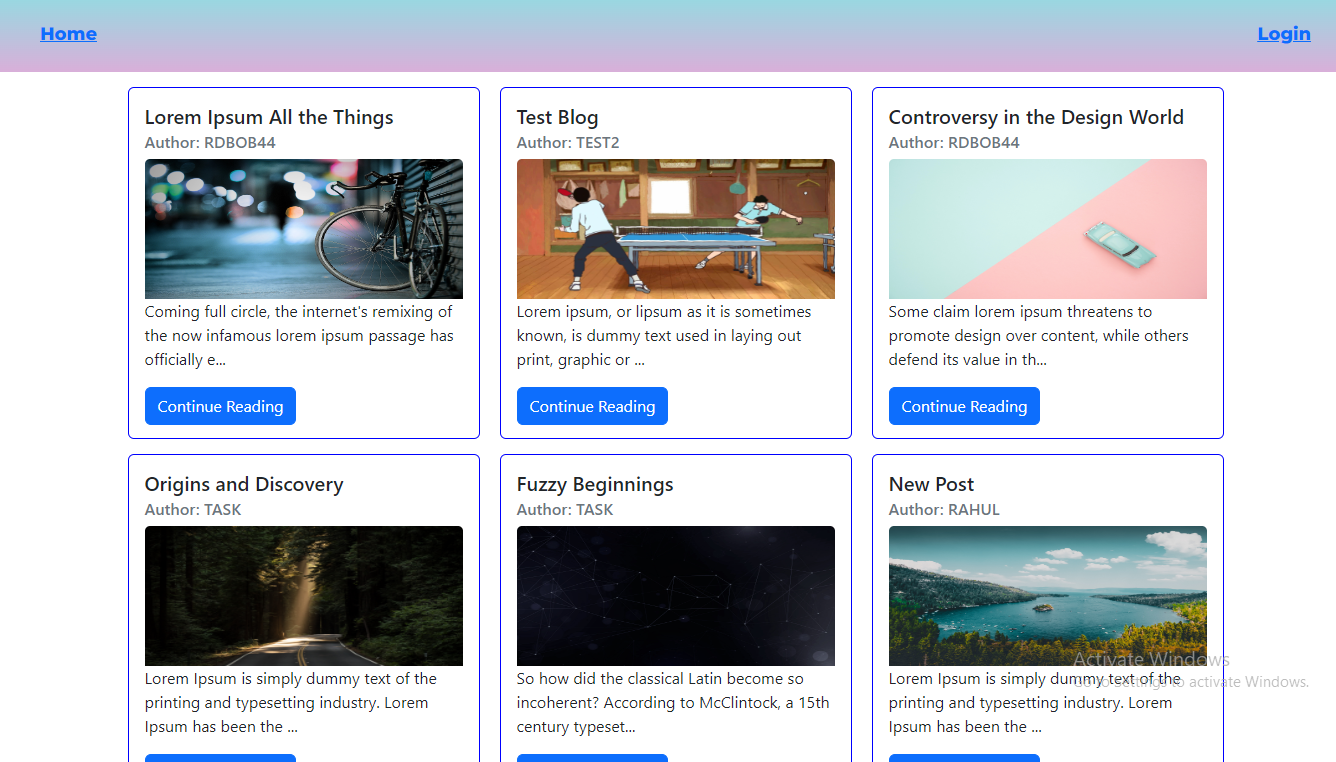 Home
Login
Lorem Ipsum All the Things
Author: RDBOB44
Coming full circle, the internet's remixing of
the now infamous lorem ipsum passage has
officially e...
Continue Reading
Test Blog
Author: TEST2
Lorem ipsum, or lipsum as it is sometimes
known, is dummy text used in laying out
print, graphic or ...
Continue Reading
Controversy in the Design World
Author: RDBOB44
Some claim lorem ipsum threatens to
promote design over content, while others
defend its value in th...
Continue Reading
Origins and Discovery
Author: TASK
Lorem Ipsum is simply dummy text of the
printing and typesetting industry. Lorem
Ipsum has been the ...
Fuzzy Beginnings
Author: TASK
So how did the classical Latin become so
incoherent? According to McClintock, a 15th
century typeset...
New Post
Author: RAHUL
Lorem Ipsum is simply dummy text of the
printing and typesetting industry. Lorem
Ipsum has been the ...
Activate Windows
Go to Settings to activate Windows.